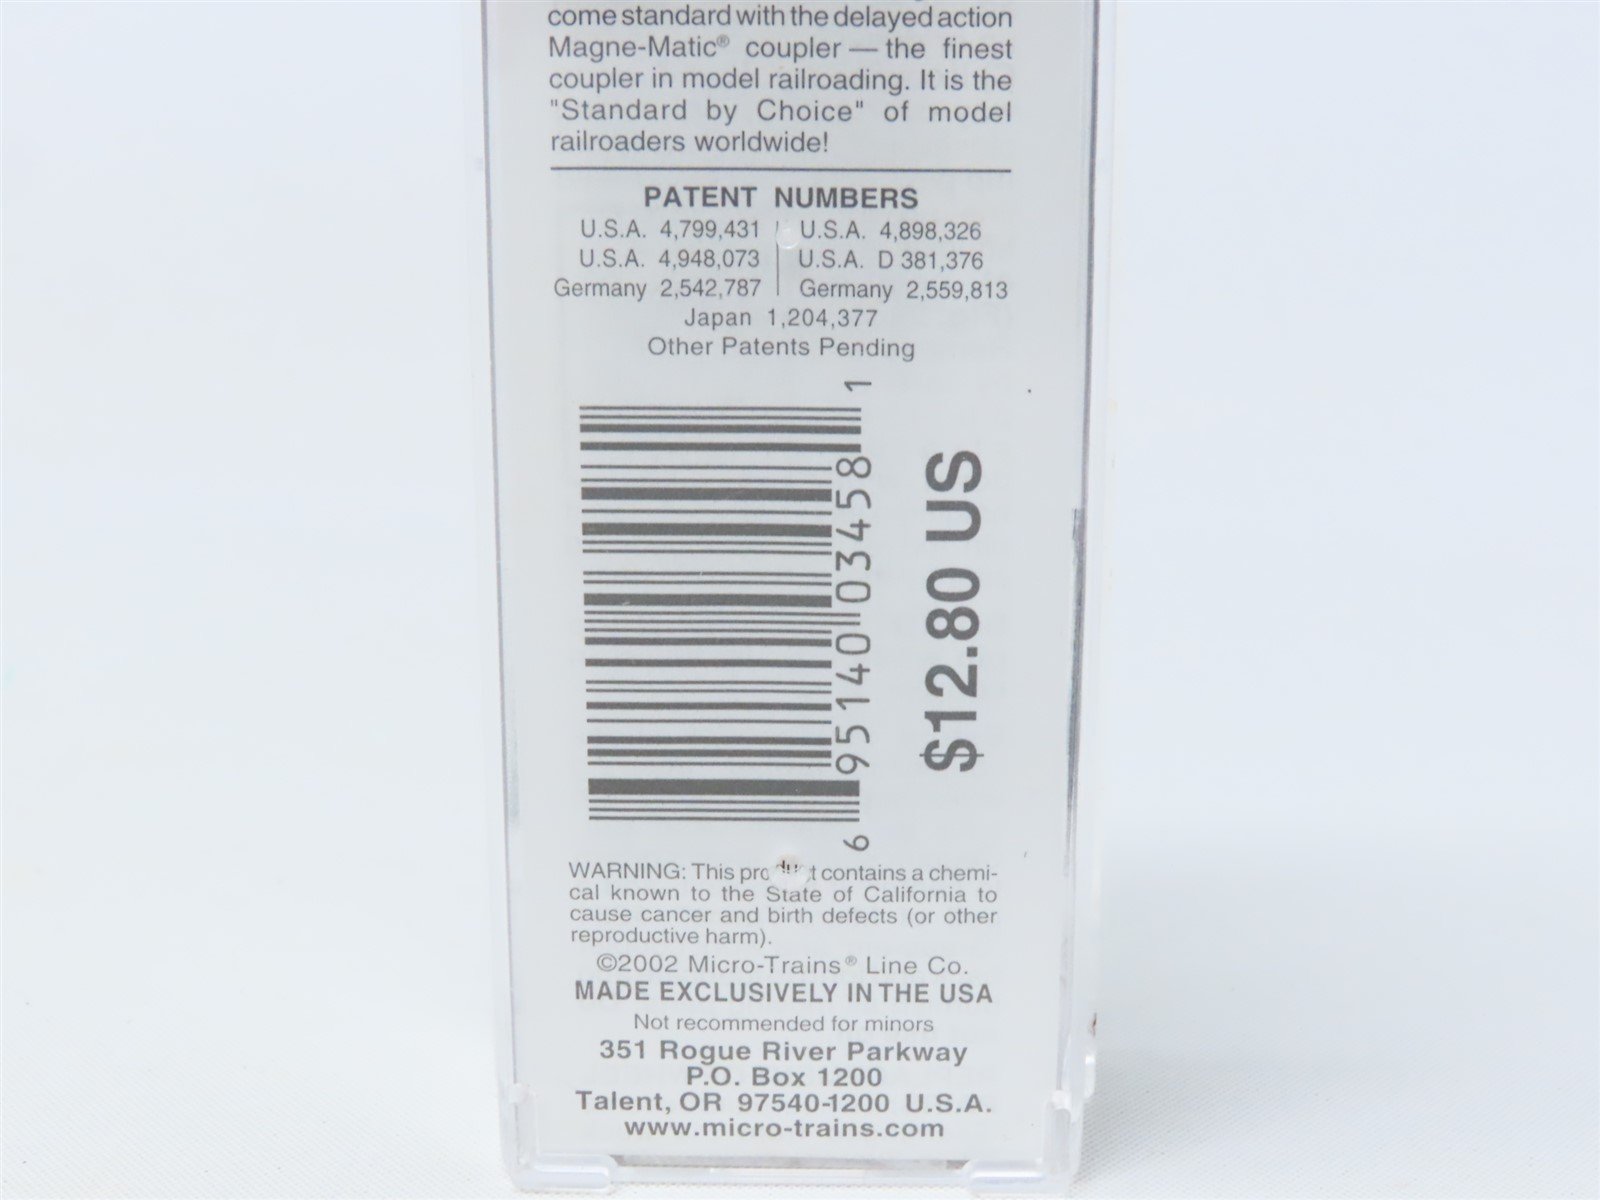 come standard with the delayed action
Magne-Matic® coupler — the finest
coupler in model railroading. It is the
"Standard by Choice" of model
railroaders worldwide!
PATENT NUMBERS
U.S.A. 4,799,431 | U.S.A. 4,898,326
U.S.A. 4,948,073 | U.S.A. D 381,376
Germany 2,542,787 | Germany 2,559,813
Japan 1,204,377
Other Patents Pending
6 95140 03458 1
$12.80 US
WARNING: This product contains a chemi-
cal known to the State of California to
cause cancer and birth defects (or other
reproductive harm).
©2002 Micro-Trains® Line Co.
MADE EXCLUSIVELY IN THE USA
Not recommended for minors
351 Rogue River Parkway
P.O. Box 1200
Talent, OR 97540-1200 U.S.A.
www.micro-trains.com